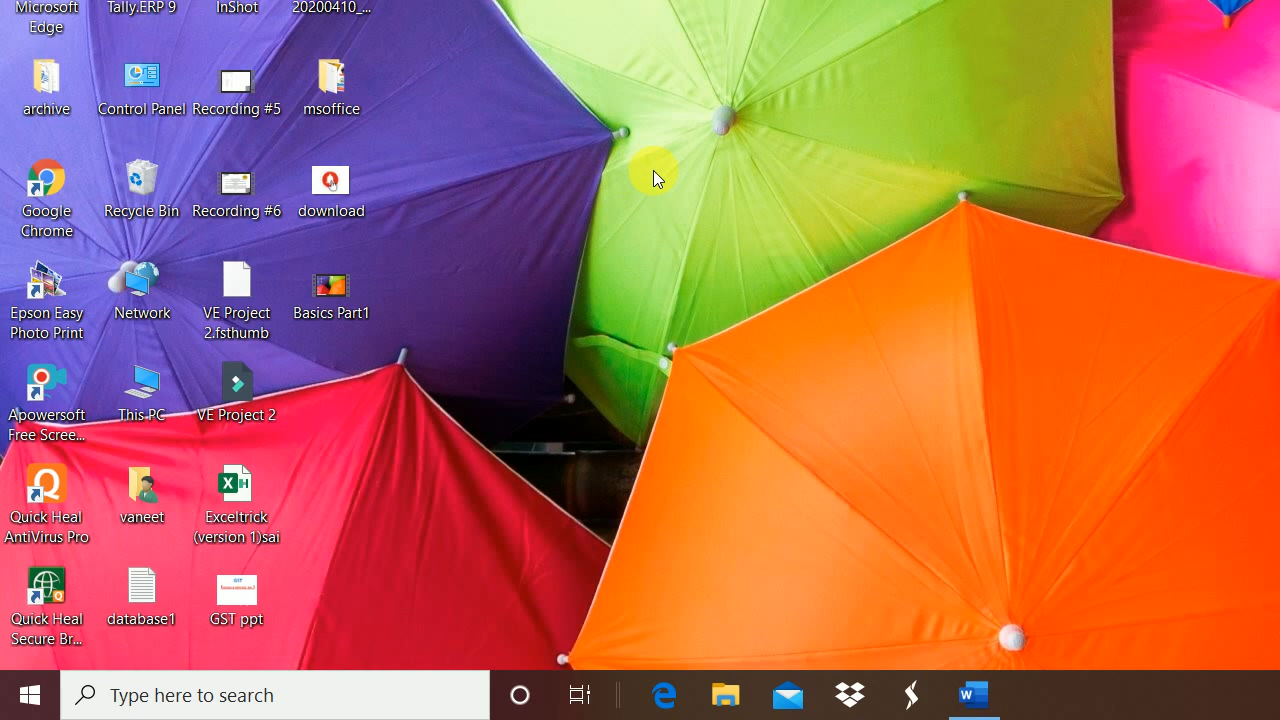 Microsoft
Edge
Tally.ERP 9
InShot
20200410_...
archive
Control Panel
Recording #5
msoffice
Google
Chrome
Recycle Bin
Recording #6
download
Epson Easy
Photo Print
Network
VE Project
2.fsthumb
Basics Part1
Apowersoft
Free Scree...
This PC
VE Project 2
Quick Heal
AntiVirus Pro
vaneet
Exceltrick
(version 1)sai
Quick Heal
Secure Br...
database1
GST
GST ppt
Type here to search